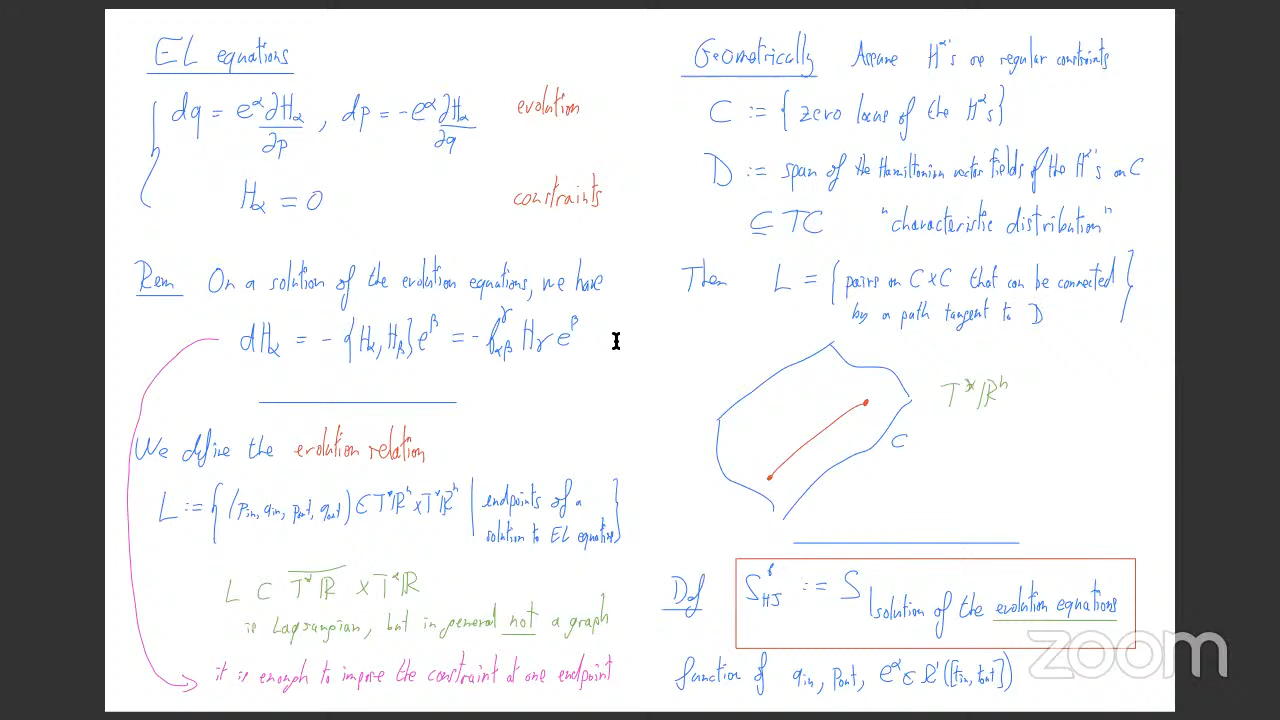 EL equations
dq = e^α ∂H_α/∂p , dp = -e^α ∂H_α/∂q evolution
H_α = 0 constraints
Rem On a solution of the evolution equations, we have
dH_α = - {H_α, H_β} e^β = - f_αβ^γ H_γ e^β
We define the evolution relation
L := { (p_in, q_in, p_out, q_out) ∈ T*ℝ^n × T*ℝ^n | endpoints of a
solution to EL equations }
L ⊂ \overline{T*ℝ} × T*ℝ
is Lagrangian, but in general not a graph
it is enough to impose the constraint at one endpoint
Geometrically Assume H^α's are regular constraints
C := { zero locus of the H^α's }
D := span of the Hamiltonian vector fields of the H^α's on C
⊆ TC "characteristic distribution"
Then L = { pairs on C×C that can be connected
by a path tangent to D }
T*ℝ^n
C
Def S_HJ^f := S |solution of the evolution equations
function of q_in, p_out, e^α ∈ Ω^1([t_in, t_out])
zoom